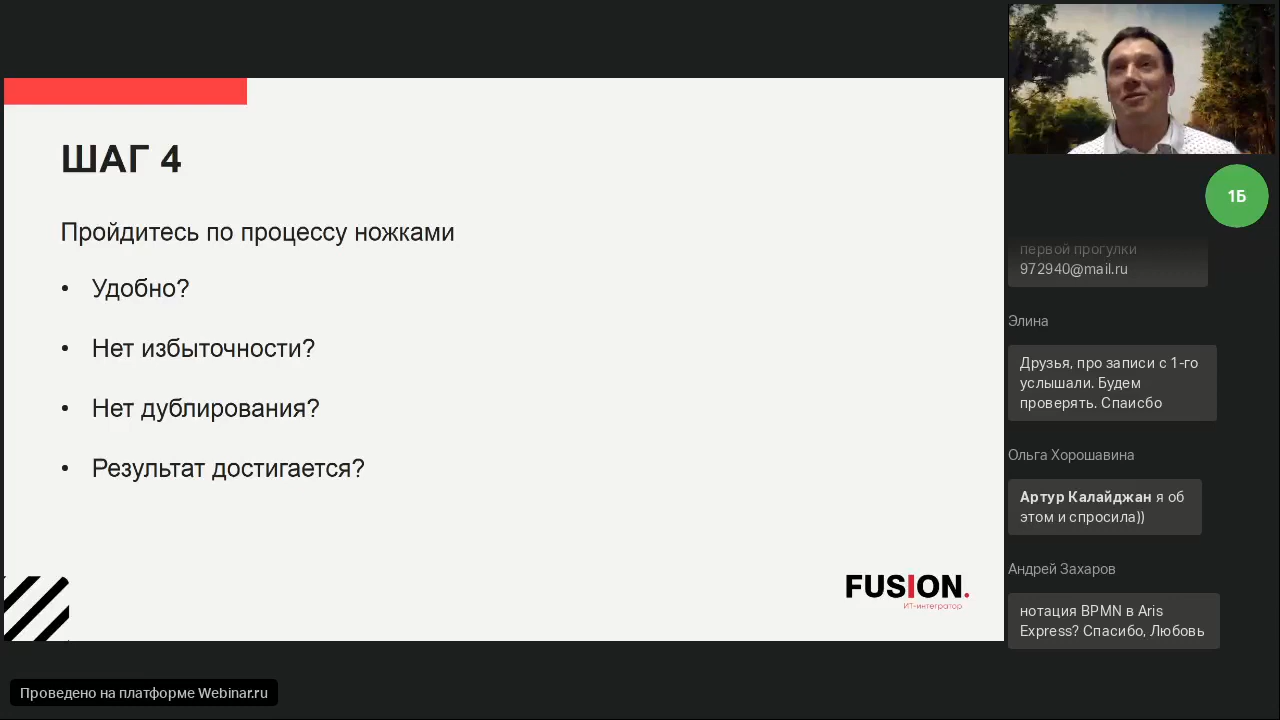 ШАГ 4
Пройдитесь по процессу ножками
• Удобно?
• Нет избыточности?
• Нет дублирования?
• Результат достигается?
FUSION.
ИТ-интегратор
Проведено на платформе Webinar.ru
1Б
первой прогулки
972940@mail.ru
Элина
Друзья, про записи с 1-го
услышали. Будем
проверять. Спаисбо
Ольга Хорошавина
Артур Калайджан я об
этом и спросила))
Андрей Захаров
нотация BPMN в Aris
Express? Спасибо, Любовь